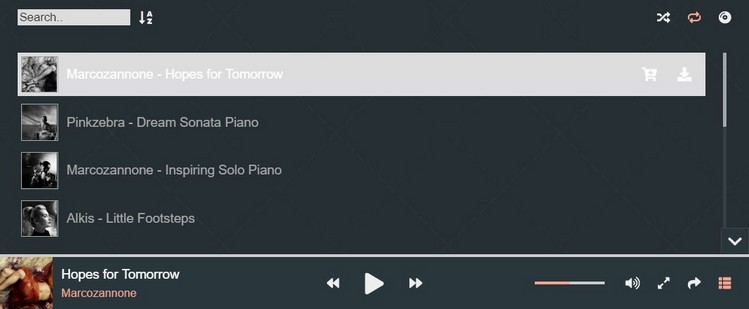 Search..
A
Z
Marcozannone - Hopes for Tomorrow
Pinkzebra - Dream Sonata Piano
Marcozannone - Inspiring Solo Piano
Alkis - Little Footsteps
Hopes for Tomorrow
Marcozannone